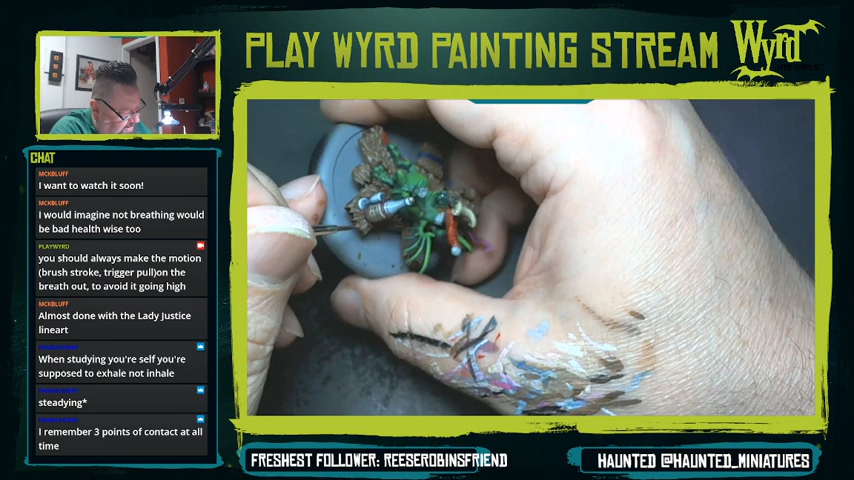 PLAY WYRD PAINTING STREAM
Wyrd
CHAT
MCKBLUFF
I want to watch it soon!
MCKBLUFF
I would imagine not breathing would
be bad health wise too
PLAYWYRD
you should always make the motion
(brush stroke, trigger pull)on the
breath out, to avoid it going high
MCKBLUFF
Almost done with the Lady Justice
lineart
When studying you're self you're
supposed to exhale not inhale
steadying*
I remember 3 points of contact at all
time
FRESHEST FOLLOWER: REESEROBINSFRIEND
HAUNTED @HAUNTED_MINIATURES